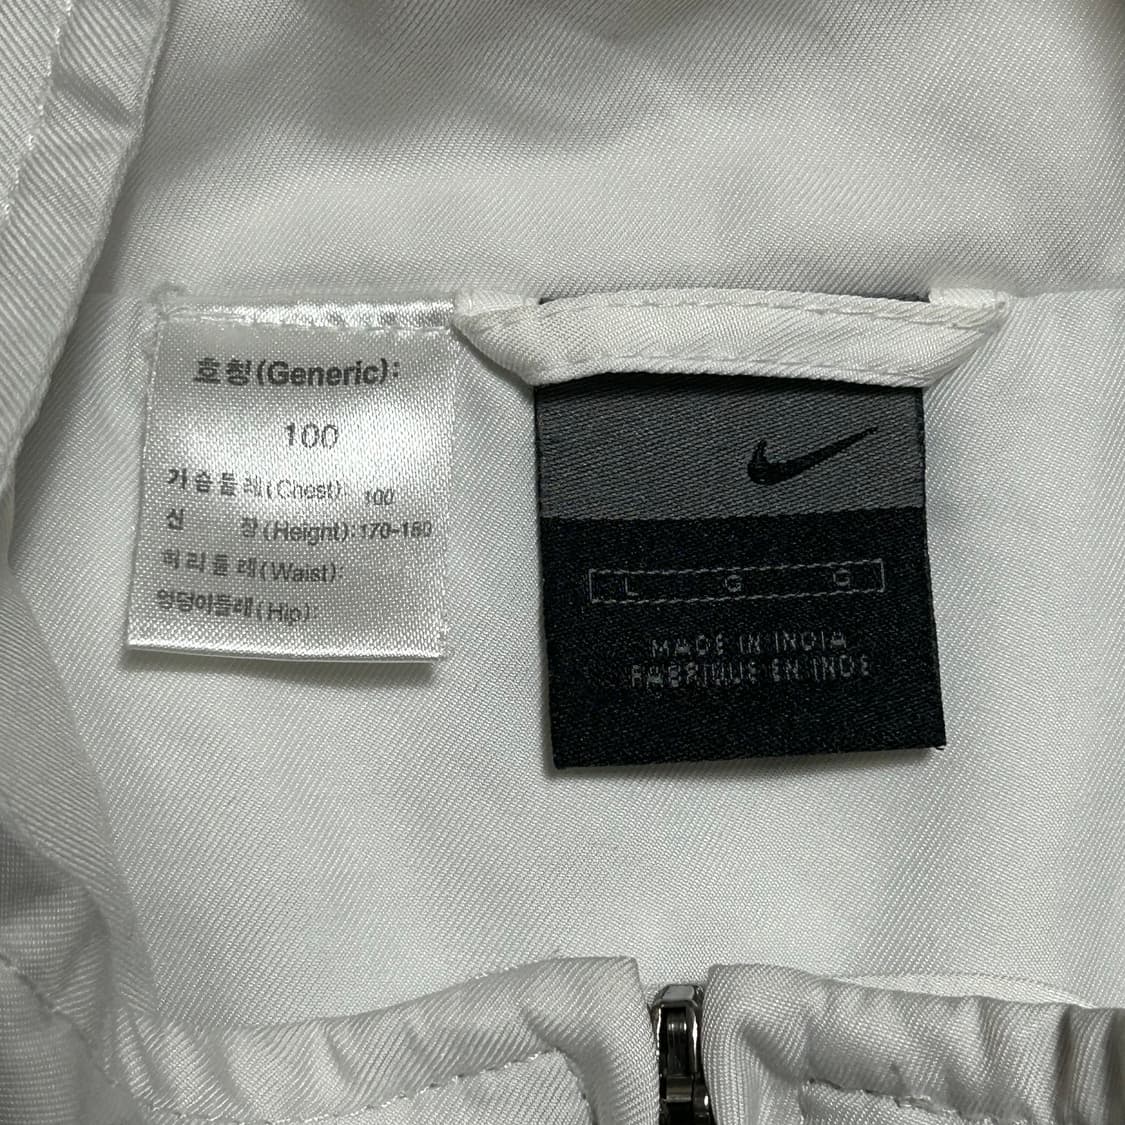 호칭(Generic):
100
가슴둘레(Chest): 100
신 장(Height):170-180
허리둘레(Waist):
엉덩이둘레(Hip):
L G G
MADE IN INDIA
FABRIQUE EN INDE